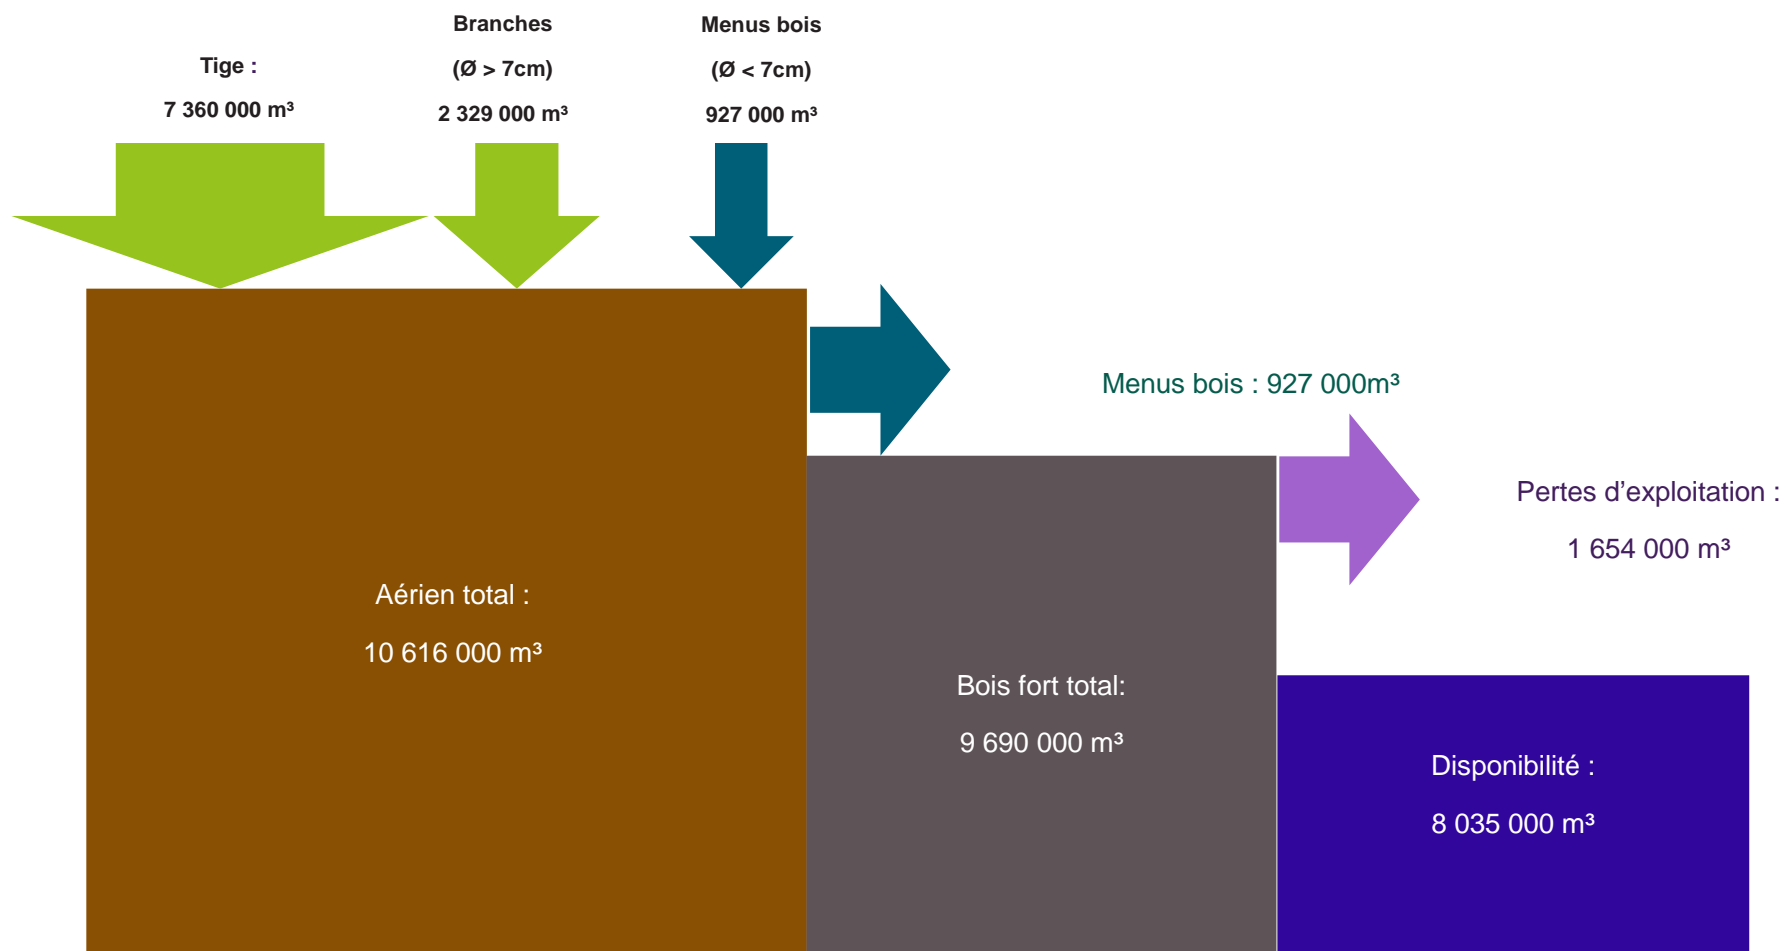 Tige :
7 360 000 m³
Branches
(Ø > 7cm)
2 329 000 m³
Menus bois
(Ø < 7cm)
927 000 m³
Menus bois : 927 000m³
Pertes d’exploitation :
1 654 000 m³
Aérien total :
10 616 000 m³
Bois fort total:
9 690 000 m³
Disponibilité :
8 035 000 m³